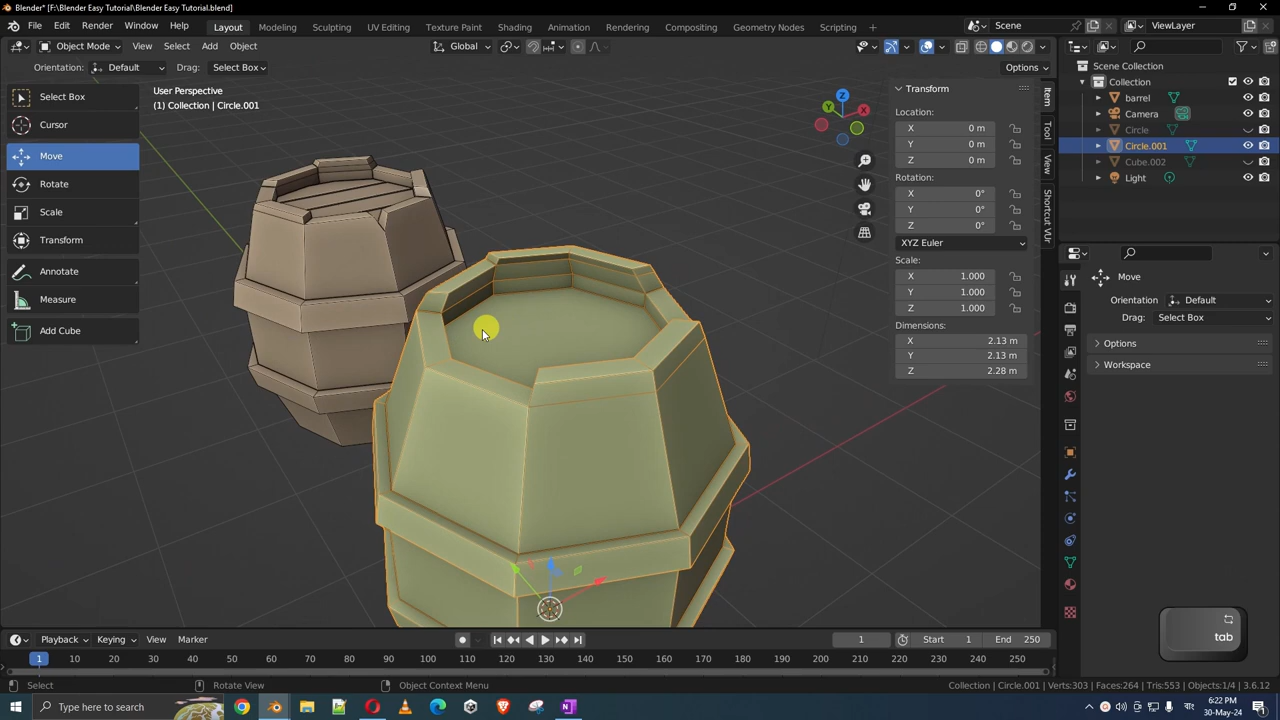 Blender* [F:\Blender Easy Tutorial\Blender Easy Tutorial.blend]
File Edit Render Window Help Layout Modeling Sculpting UV Editing Texture Paint Shading Animation Rendering Compositing Geometry Nodes Scripting Scene ViewLayer
Object Mode View Select Add Object Global
Orientation: Default Drag: Select Box Options
User Perspective
(1) Collection | Circle.001
Select Box
Cursor
Move
Rotate
Scale
Transform
Annotate
Measure
Add Cube
Transform
Location:
X 0 m
Y 0 m
Z 0 m
Rotation:
X 0°
Y 0°
Z 0°
XYZ Euler
Scale:
X 1.000
Y 1.000
Z 1.000
Dimensions:
X 2.13 m
Y 2.13 m
Z 2.28 m
Item
Tool
View
Shortcut VUr
Z
Y
X
Scene Collection
Collection
barrel
Camera
Circle
Circle.001
Cube.002
Light
Move
Orientation Default
Drag: Select Box
Options
Workspace
tab
Playback Keying View Marker 1 Start 1 End 250
1 10 20 30 40 50 60 70 80 90 100 110 120 130 140 150 160 170 180 190 200 210 220 230 240 250
Select Rotate View Object Context Menu Collection | Circle.001 | Verts:303 | Faces:264 | Tris:553 | Objects:1/4 | 3.6.12
Type here to search
ENG
6:22 PM
30-May-24